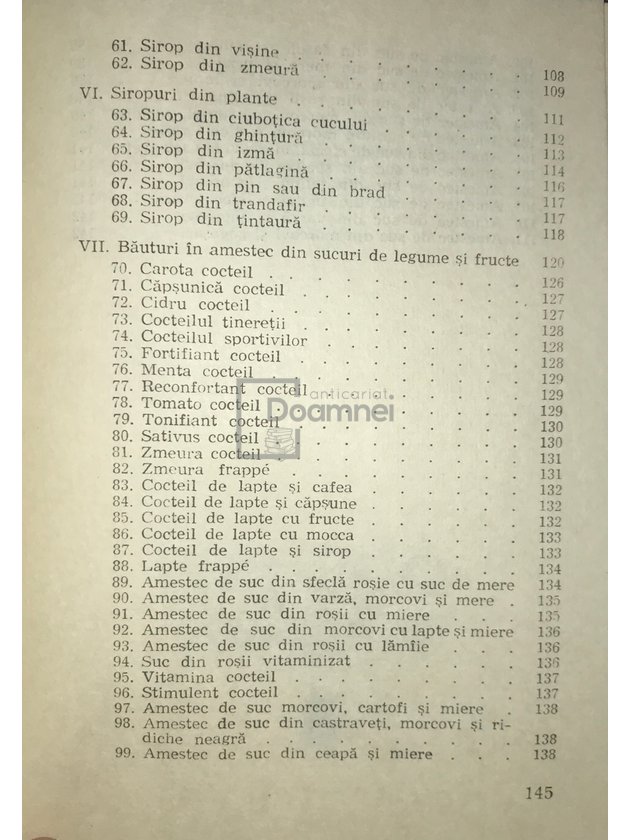 61. Sirop din vișine . . . . . . . 108
62. Sirop din zmeură . . . . . . . 109
VI. Siropuri din plante . . . . . . . 111
63. Sirop din ciuboțica cucului . . . . . 112
64. Sirop din ghințură . . . . . . . 113
65. Sirop din izmă . . . . . . . 114
66. Sirop din pătlagină . . . . . . . 116
67. Sirop din pin sau din brad . . . . . 117
68. Sirop din trandafir . . . . . . . 117
69. Sirop din țintaură . . . . . . . 118
VII. Băuturi în amestec din sucuri de legume și fructe 120
70. Carota cocteil . . . . . . . 126
71. Căpșunică cocteil . . . . . . . 127
72. Cidru cocteil . . . . . . . 127
73. Cocteilul tinereții . . . . . . . 128
74. Cocteilul sportivilor . . . . . . . 128
75. Fortifiant cocteil . . . . . . . 128
76. Menta cocteil . . . . . . . 129
77. Reconfortant cocteil . . . . . . . 129
78. Tomato cocteil . . . . . . . 129
79. Tonifiant cocteil . . . . . . . 130
80. Sativus cocteil . . . . . . . 130
81. Zmeura cocteil . . . . . . . 131
82. Zmeura frappé . . . . . . . 131
83. Cocteil de lapte și cafea . . . . . . 132
84. Cocteil de lapte și căpșune . . . . . . 132
85. Cocteil de lapte cu fructe . . . . . . 132
86. Cocteil de lapte cu mocca . . . . . . 133
87. Cocteil de lapte și sirop . . . . . . 133
88. Lapte frappé . . . . . . . 134
89. Amestec de suc din sfeclă roșie cu suc de mere 134
90. Amestec de suc din varză, morcovi și mere . 135
91. Amestec de suc din roșii cu miere . . . 135
92. Amestec de suc din morcovi cu lapte și miere 136
93. Amestec de suc din roșii cu lămîie . . . 136
94. Suc din roșii vitaminizat . . . . . . 136
95. Vitamina cocteil . . . . . . . 137
96. Stimulent cocteil . . . . . . . 137
97. Amestec de suc morcovi, cartofi și miere . 138
98. Amestec de suc din castraveți, morcovi și ri-
diche neagră . . . . . . . . 138
99. Amestec de suc din ceapă și miere . . . 138
145
anticariat
Doamnei